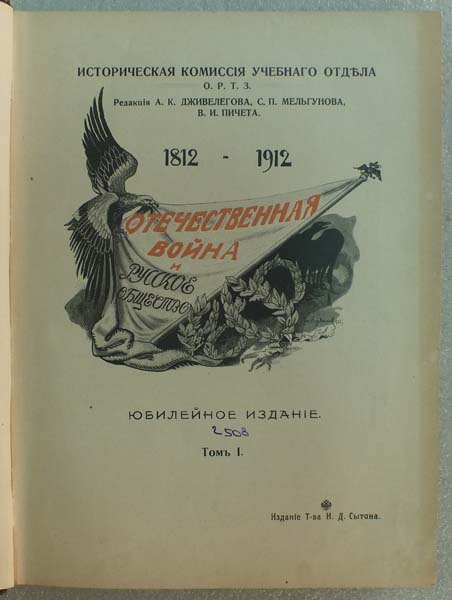 ИСТОРИЧЕСКАЯ КОМИССІЯ УЧЕБНАГО ОТДѢЛА
О. Р. Т. З.
Редакція А. К. ДЖИВЕЛЕГОВА, С. П. МЕЛЬГУНОВА,
В. И. ПИЧЕТА.
1812 - 1912
ОТЕЧЕСТВЕННАЯ
ВОЙНА
и
РУССКОЕ
ОБЩЕСТВО
ЮБИЛЕЙНОЕ ИЗДАНІЕ.
2503
Томъ I.
Изданіе Т-ва И. Д. Сытина.